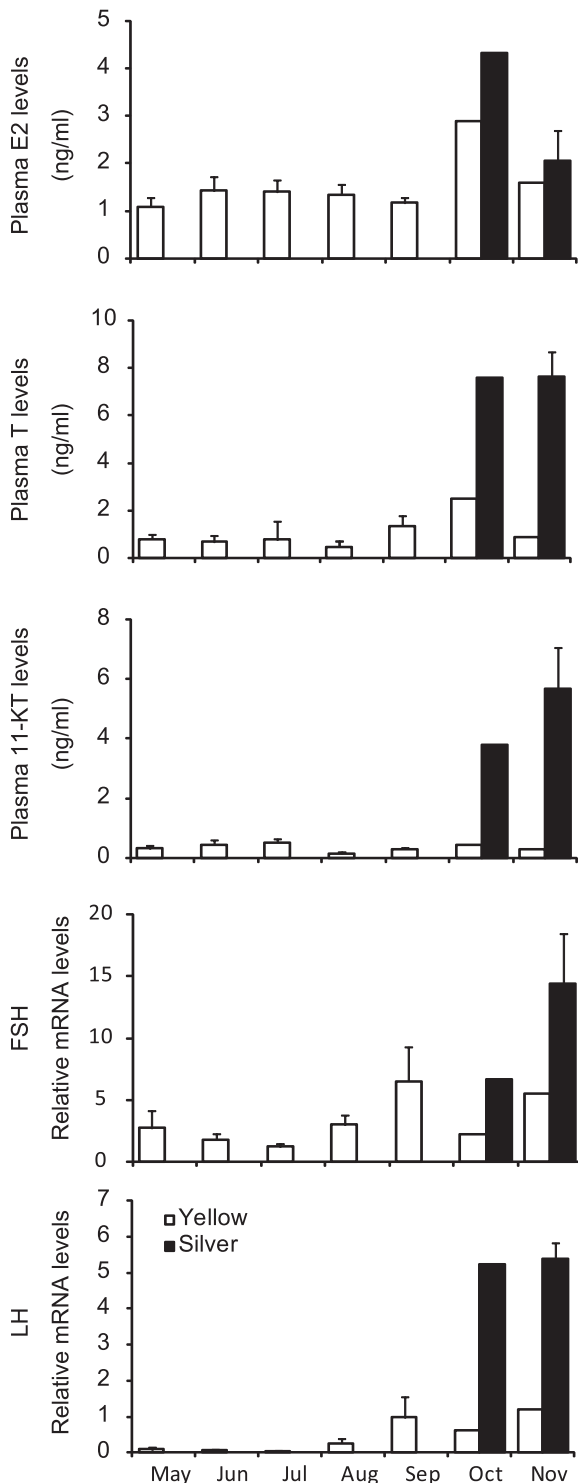 Plasma E2 levels
(ng/ml)
5
4
3
2
1
0
Plasma T levels
(ng/ml)
10
8
6
4
2
0
Plasma 11-KT levels
(ng/ml)
8
6
4
2
0
FSH
Relative mRNA levels
20
15
10
5
0
LH
Relative mRNA levels
7
6
5
4
3
2
1
0
Yellow
Silver
May Jun Jul Aug Sep Oct Nov